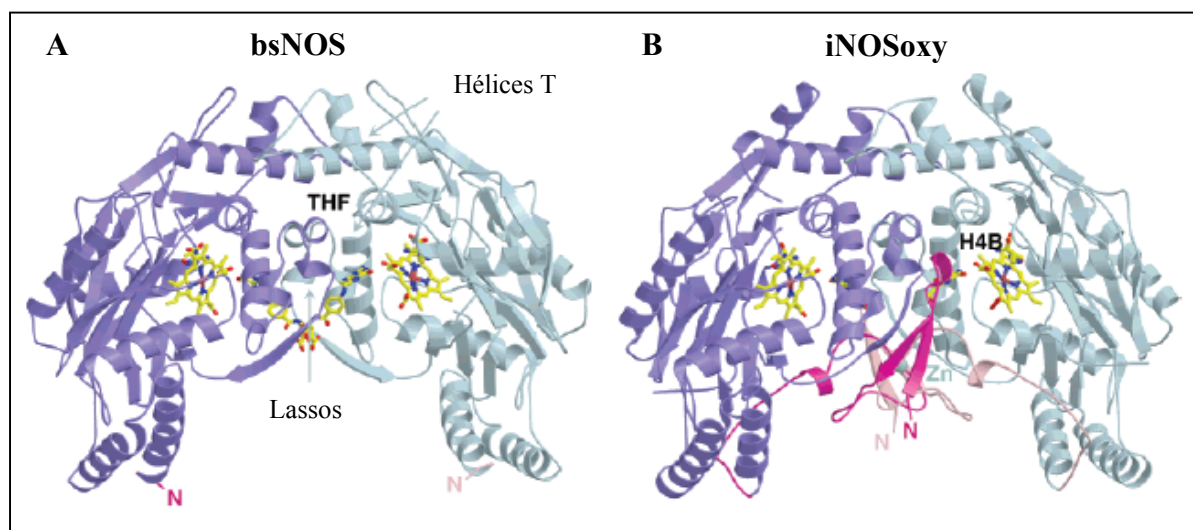 A bsNOS
B iNOSoxy
Hélices T
THF
H4B
Zn
Lassos
N
N
N
N